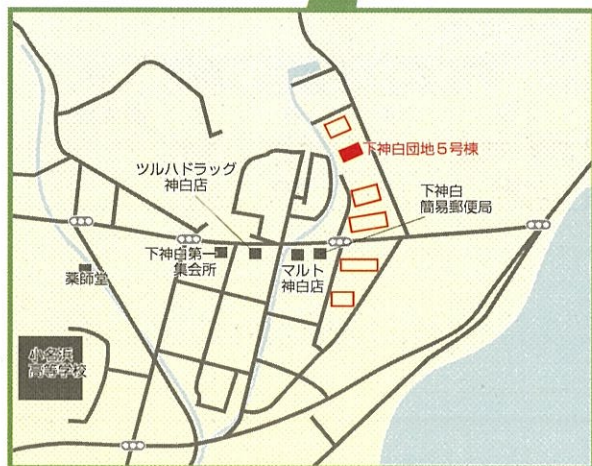 下神白団地5号棟
ツルハドラッグ
神白店
下神白
簡易郵便局
下神白第一
集会所
マルト
神白店
薬師堂
小名浜
高等学校